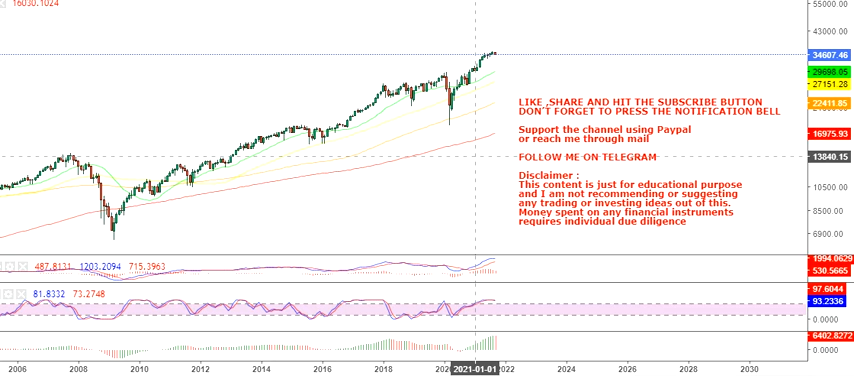 16030.1024
55000.00
43000.00
34607.46
29698.05
27151.28
22411.85
16975.93
13840.15
10500.00
8500.00
6900.00
LIKE ,SHARE AND HIT THE SUBSCRIBE BUTTON
DON'T FORGET TO PRESS THE NOTIFICATION BELL
Support the channel using Paypal
or reach me through mail
FOLLOW ME ON TELEGRAM
Disclaimer :
This content is just for educational purpose
and I am not recommending or suggesting
any trading or investing ideas out of this.
Money spent on any financial instruments
requires individual due diligence
487.8131 1203.2094 715.3963
1994.0629
530.5665
81.8332 73.2748
97.6044
93.2336
0.0000
6402.8272
0.0000
2006 2008 2010 2012 2014 2016 2018 2021-01-01 2024 2026 2028 2030